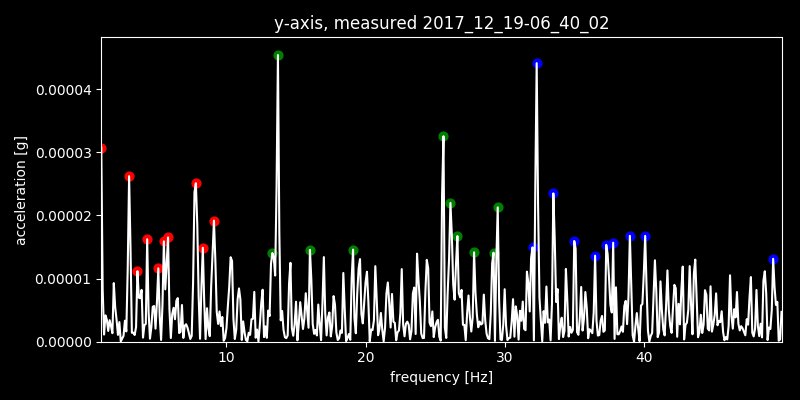 y-axis, measured 2017_12_19-06_40_02
acceleration [g]
0.00004
0.00003
0.00002
0.00001
0.00000
10 20 30 40
frequency [Hz]